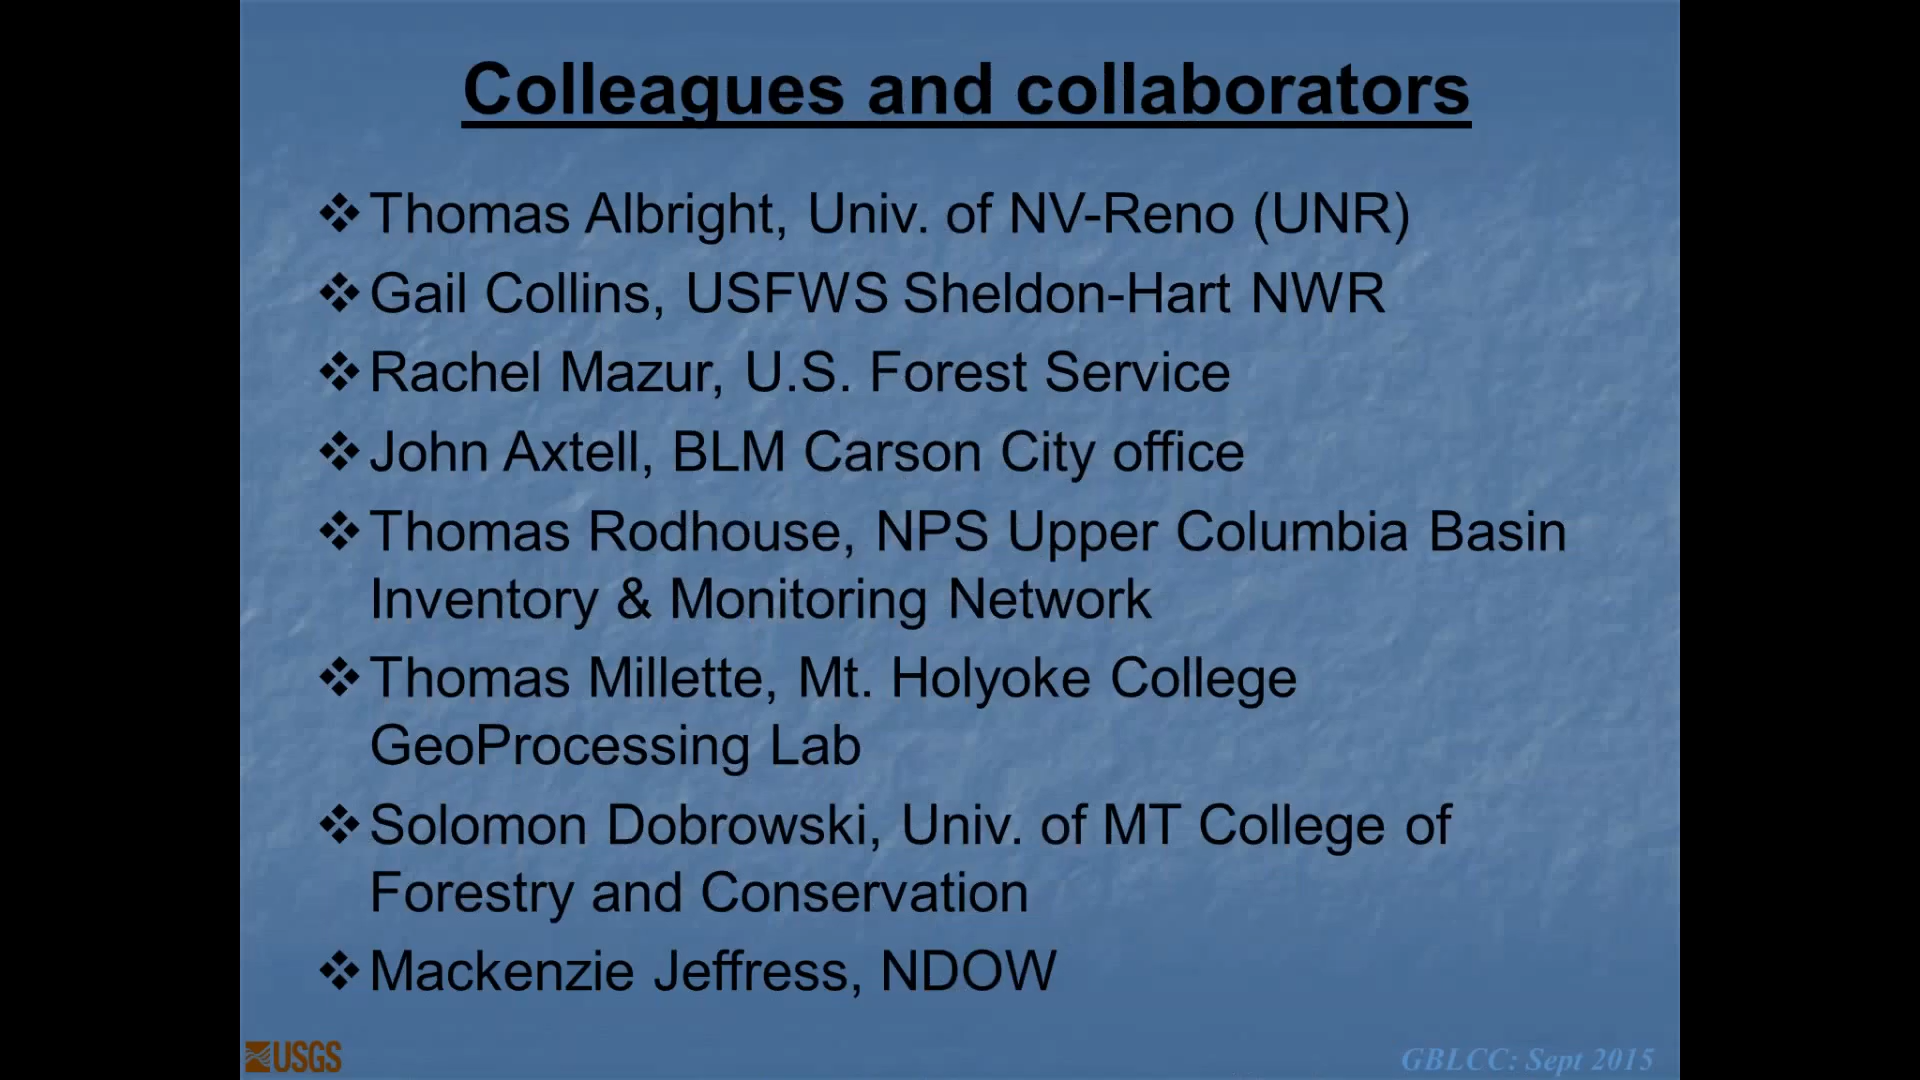 Colleagues and collaborators
❖ Thomas Albright, Univ. of NV-Reno (UNR)
❖ Gail Collins, USFWS Sheldon-Hart NWR
❖ Rachel Mazur, U.S. Forest Service
❖ John Axtell, BLM Carson City office
❖ Thomas Rodhouse, NPS Upper Columbia Basin
Inventory & Monitoring Network
❖ Thomas Millette, Mt. Holyoke College
GeoProcessing Lab
❖ Solomon Dobrowski, Univ. of MT College of
Forestry and Conservation
❖ Mackenzie Jeffress, NDOW
USGS
GBLCC: Sept 2015